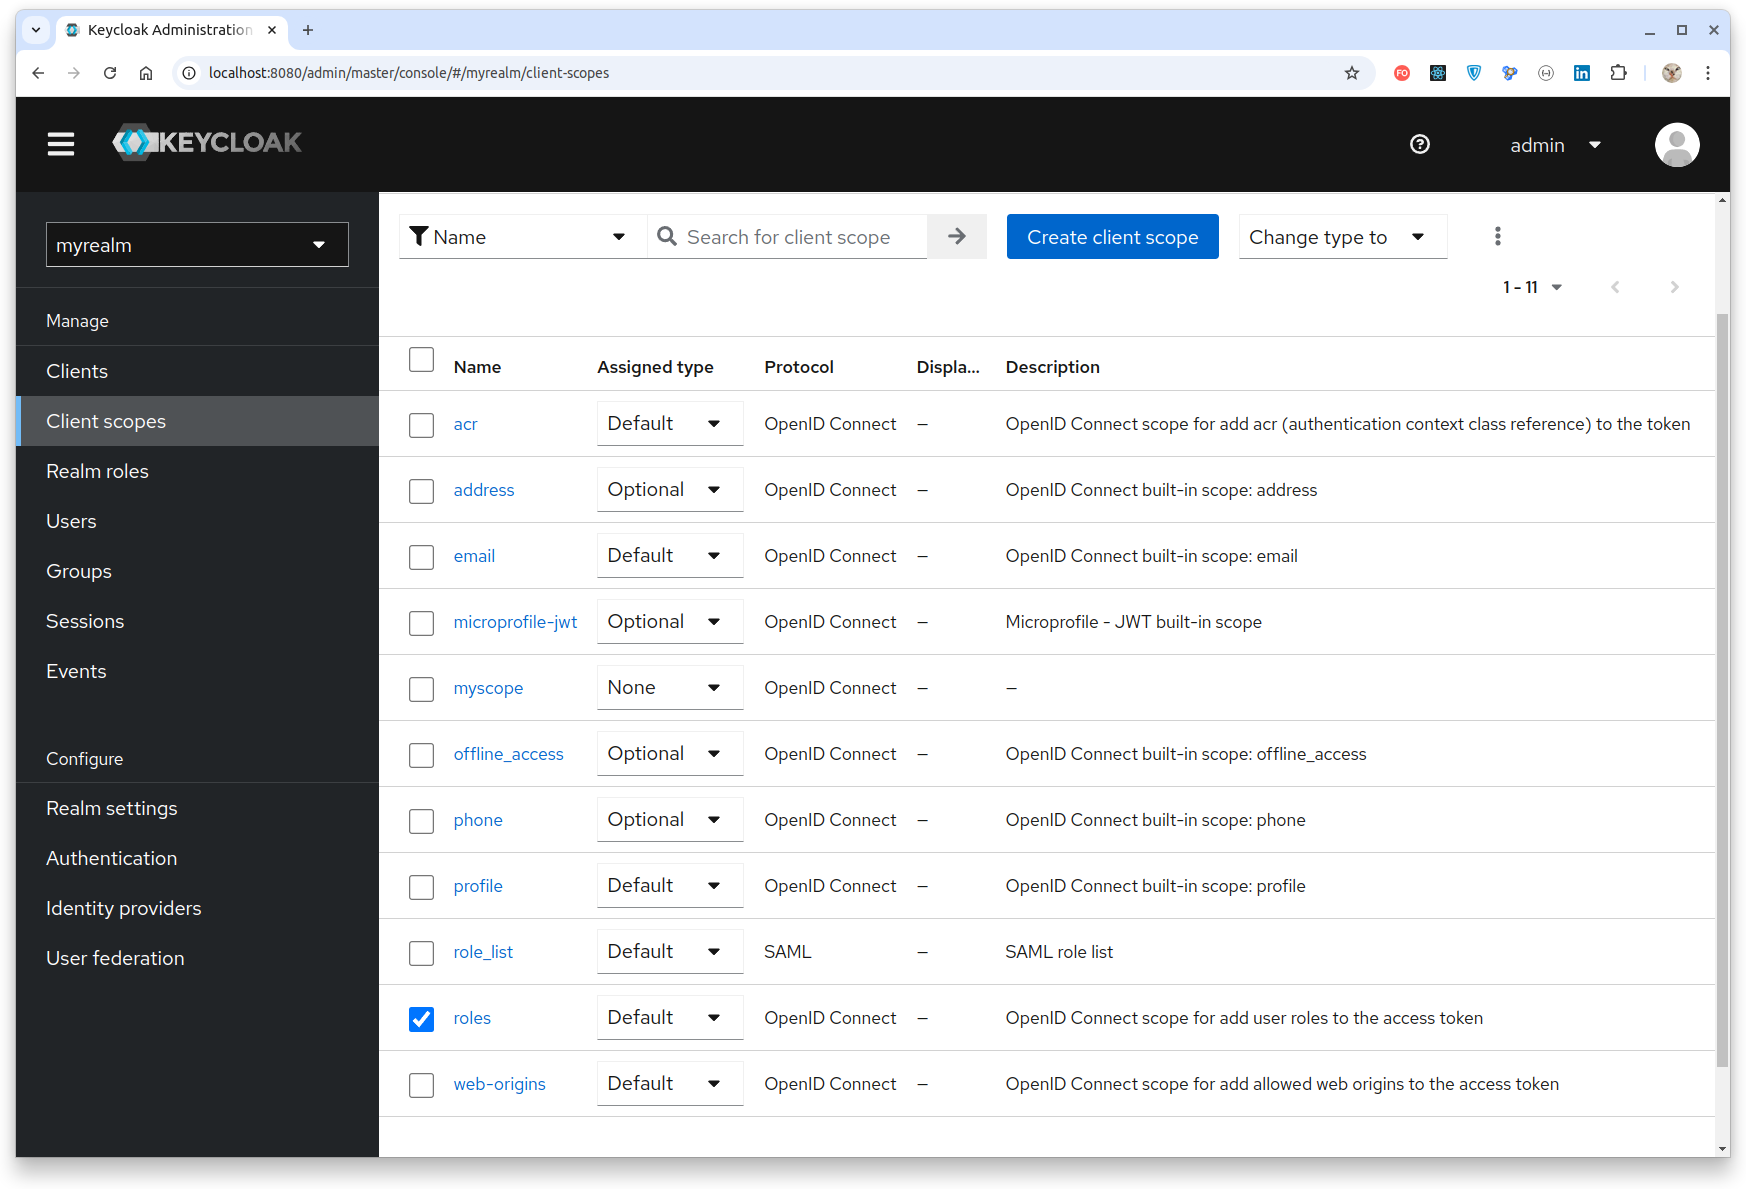 Keycloak Administration
localhost:8080/admin/master/console/#/myrealm/client-scopes
FO
in
KEYCLOAK
admin
myrealm
Manage
Clients
Client scopes
Realm roles
Users
Groups
Sessions
Events
Configure
Realm settings
Authentication
Identity providers
User federation
Name Search for client scope Create client scope Change type to
1 - 11
Name Assigned type Protocol Displa... Description
acr Default OpenID Connect – OpenID Connect scope for add acr (authentication context class reference) to the token
address Optional OpenID Connect – OpenID Connect built-in scope: address
email Default OpenID Connect – OpenID Connect built-in scope: email
microprofile-jwt Optional OpenID Connect – Microprofile - JWT built-in scope
myscope None OpenID Connect – –
offline_access Optional OpenID Connect – OpenID Connect built-in scope: offline_access
phone Optional OpenID Connect – OpenID Connect built-in scope: phone
profile Default OpenID Connect – OpenID Connect built-in scope: profile
role_list Default SAML – SAML role list
roles Default OpenID Connect – OpenID Connect scope for add user roles to the access token
web-origins Default OpenID Connect – OpenID Connect scope for add allowed web origins to the access token